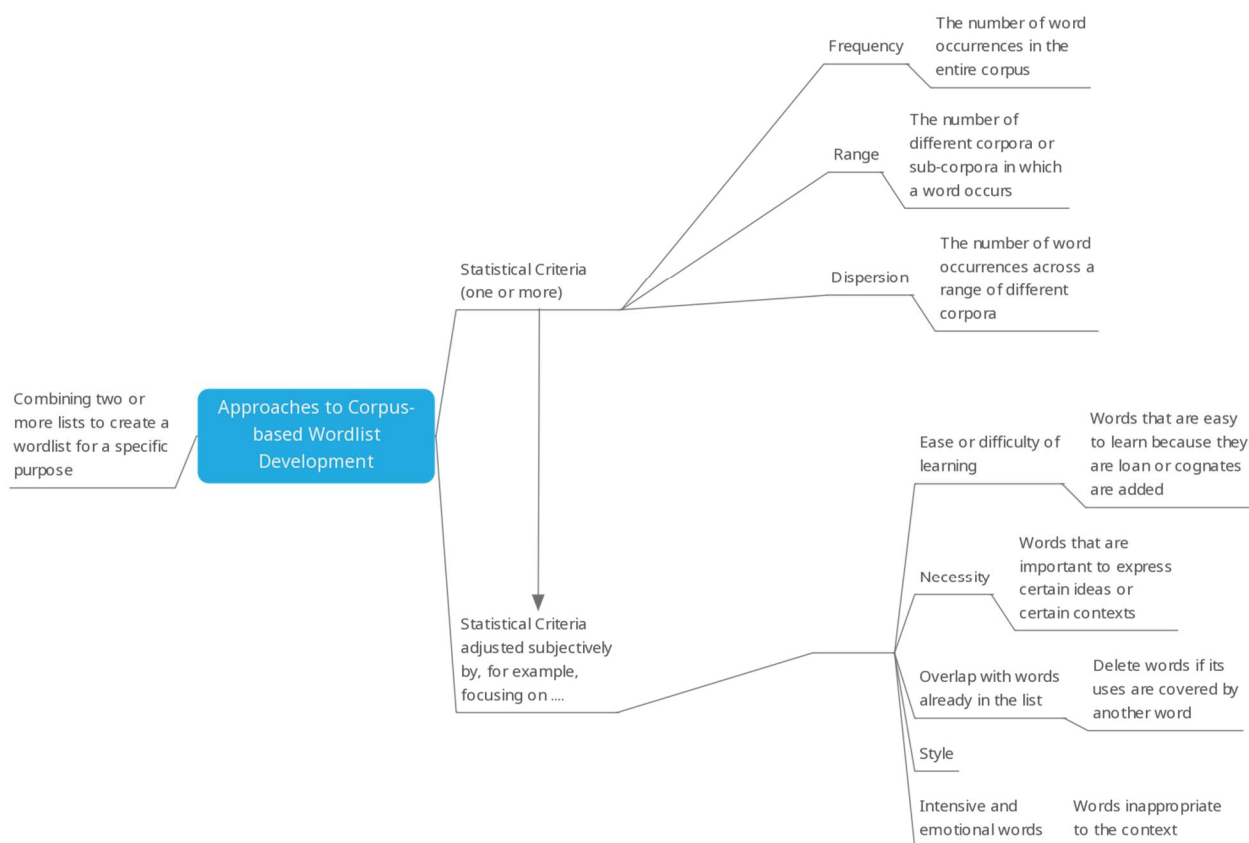 The number of word
occurrences in the
entire corpus
Frequency
The number of
different corpora or
sub-corpora in which
a word occurs
Range
The number of word
occurrences across a
range of different
corpora
Dispersion
Statistical Criteria
(one or more)
Combining two or
more lists to create a
wordlist for a specific
purpose
Approaches to Corpus-
based Wordlist
Development
Ease or difficulty of
learning
Words that are easy
to learn because they
are loan or cognates
are added
Necessity
Words that are
important to express
certain ideas or
certain contexts
Statistical Criteria
adjusted subjectively
by, for example,
focusing on ....
Overlap with words
already in the list
Delete words if its
uses are covered by
another word
Style
Intensive and
emotional words
Words inappropriate
to the context